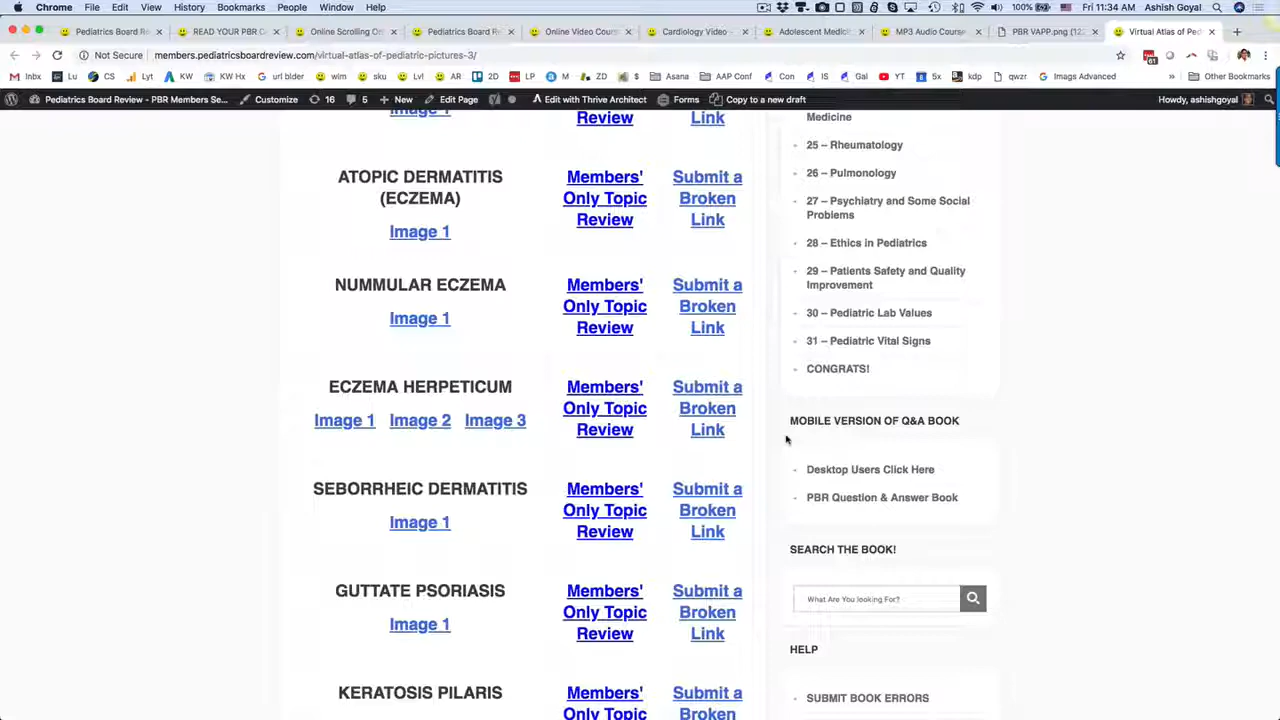 Chrome File Edit View History Bookmarks People Window Help 100% Fri 11:34 AM Ashish Goyal
Pediatrics Board Re READ YOUR PBR C Online Scrolling O Pediatrics Board Re Online Video Cours Cardiology Video - Adolescent Medici MP3 Audio Course PBR VAPP.png (12 Virtual Atlas of Ped
Not Secure members.pediatricsboardreview.com/virtual-atlas-of-pediatric-pictures-3/ 61
Inbx Lu CS Lyt KW KW Hx url blder wim sku Lvl AR 2D LP M ZD $ Asana AAP Conf Con IS Gal YT 5x kdp qwzr Imags Advanced » Other Bookmarks
Pediatrics Board Review - PBR Members Se... Customize 16 5 New Edit Page Edit with Thrive Architect Forms Copy to a new draft Howdy, ashishgoyal
Image 1
Review
Link
ATOPIC DERMATITIS
(ECZEMA)
Image 1
Members'
Only Topic
Review
Submit a
Broken
Link
NUMMULAR ECZEMA
Image 1
Members'
Only Topic
Review
Submit a
Broken
Link
ECZEMA HERPETICUM
Image 1 Image 2 Image 3
Members'
Only Topic
Review
Submit a
Broken
Link
SEBORRHEIC DERMATITIS
Image 1
Members'
Only Topic
Review
Submit a
Broken
Link
GUTTATE PSORIASIS
Image 1
Members'
Only Topic
Review
Submit a
Broken
Link
KERATOSIS PILARIS
Members'
Only Topic
Submit a
Broken
Medicine
25 – Rheumatology
26 – Pulmonology
27 – Psychiatry and Some Social
Problems
28 – Ethics in Pediatrics
29 – Patients Safety and Quality
Improvement
30 – Pediatric Lab Values
31 – Pediatric Vital Signs
CONGRATS!
MOBILE VERSION OF Q&A BOOK
Desktop Users Click Here
PBR Question & Answer Book
SEARCH THE BOOK!
What Are You looking For?
HELP
SUBMIT BOOK ERRORS